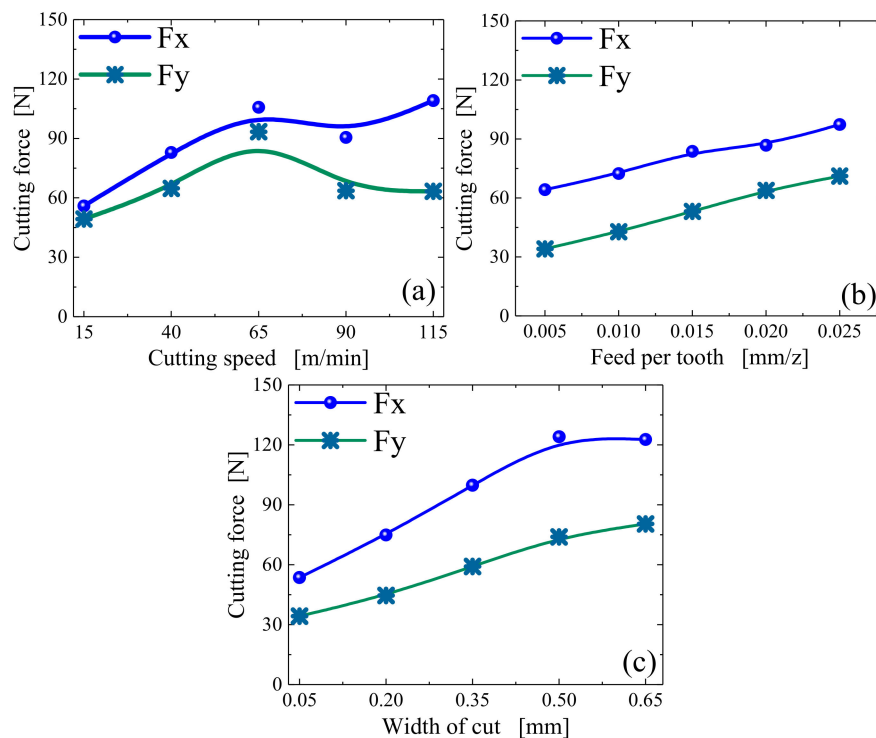 150
Fx
Fy
120
90
60
30
0
Cutting force [N]
15 40 65 90 115
Cutting speed [m/min]
(a)
150
Fx
Fy
120
90
60
30
0
Cutting force [N]
0.005 0.010 0.015 0.020 0.025
Feed per tooth [mm/z]
(b)
150
Fx
Fy
120
90
60
30
0
Cutting force [N]
0.05 0.20 0.35 0.50 0.65
Width of cut [mm]
(c)